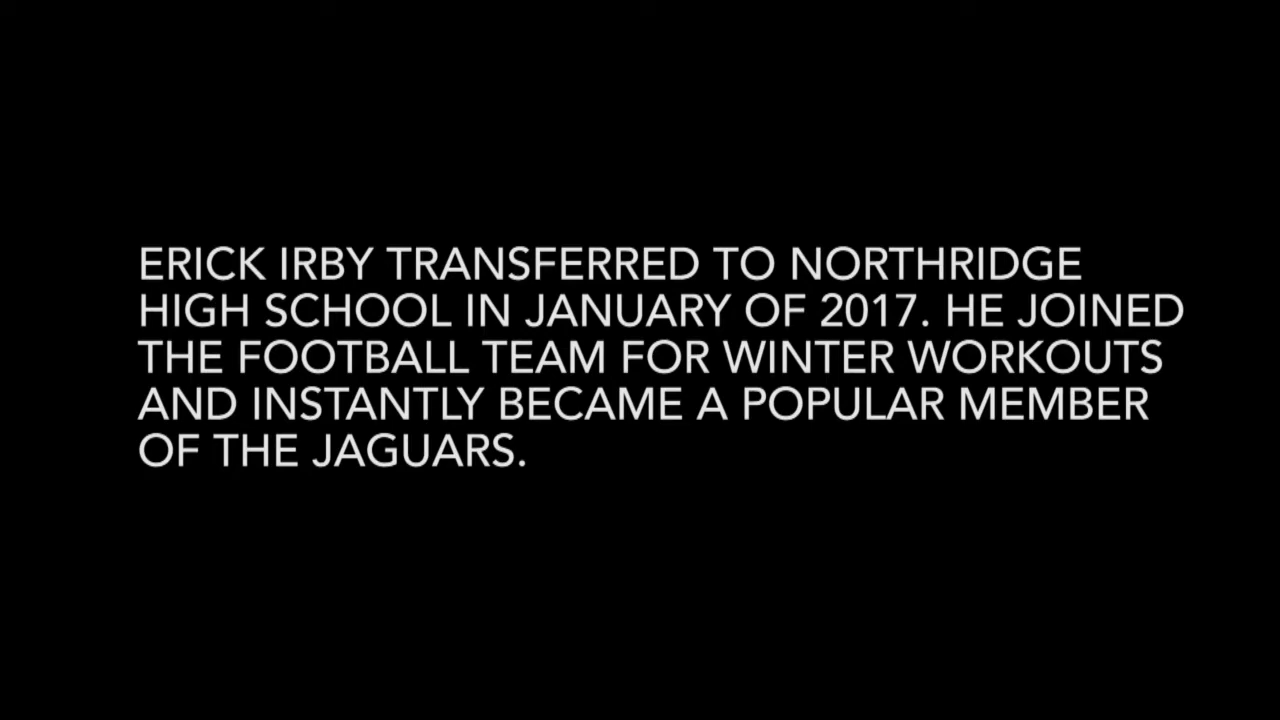 ERICK IRBY TRANSFERRED TO NORTHRIDGE
HIGH SCHOOL IN JANUARY OF 2017. HE JOINED
THE FOOTBALL TEAM FOR WINTER WORKOUTS
AND INSTANTLY BECAME A POPULAR MEMBER
OF THE JAGUARS.